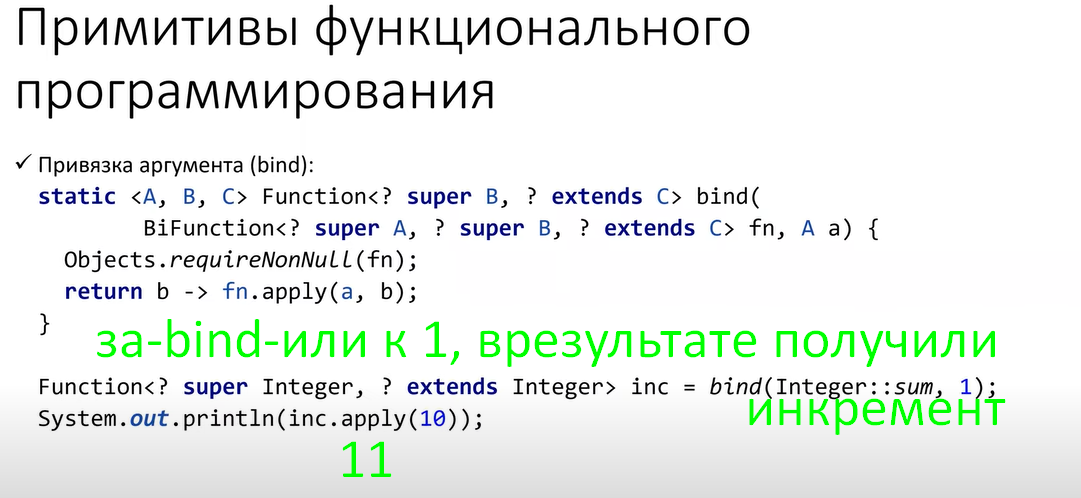 Примитивы функционального
программирования
✓ Привязка аргумента (bind):
static <A, B, C> Function<? super B, ? extends C> bind(
BiFunction<? super A, ? super B, ? extends C> fn, A a) {
Objects.requireNonNull(fn);
return b -> fn.apply(a, b);
}
за-bind-или к 1, врезультате получили
Function<? super Integer, ? extends Integer> inc = bind(Integer::sum, 1);
инкремент
System.out.println(inc.apply(10));
11